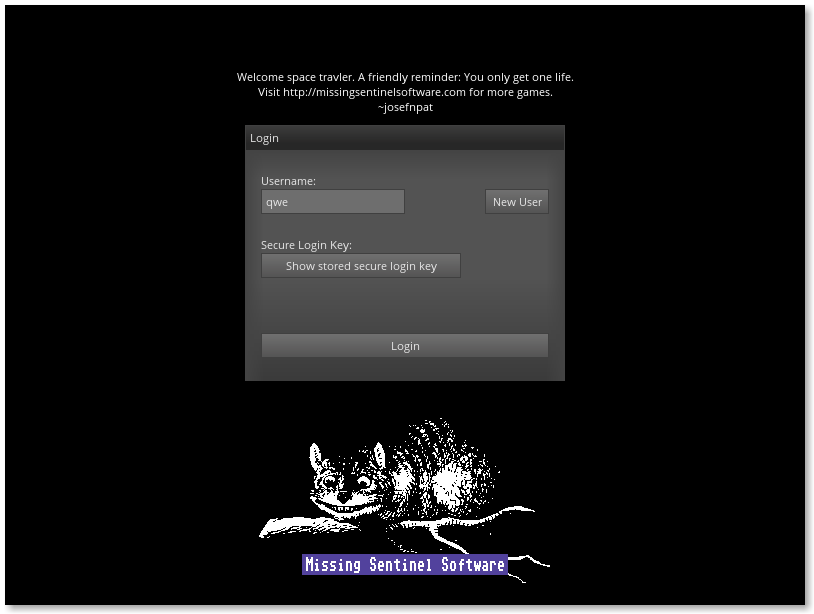 Welcome space travler. A friendly reminder: You only get one life.
Visit http://missingsentinelsoftware.com for more games.
~josefnpat
Login
Username:
qwe
New User
Secure Login Key:
Show stored secure login key
Login
Missing Sentinel Software